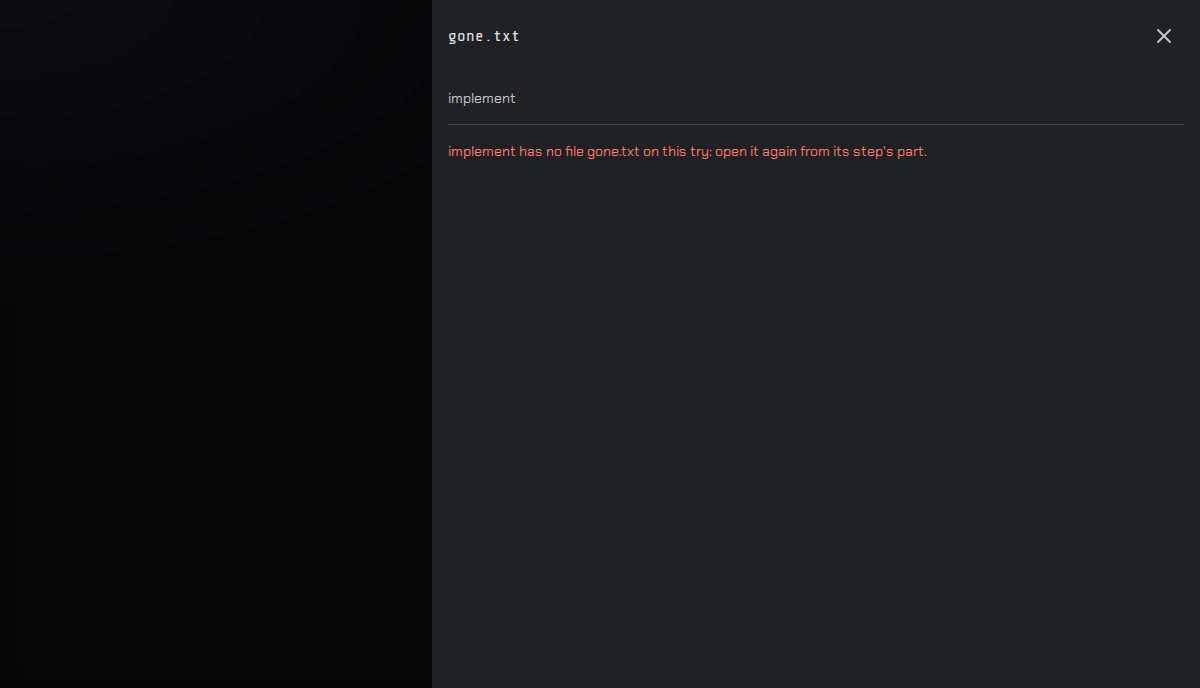 gone.txt
implement
implement has no file gone.txt on this try: open it again from its step's part.